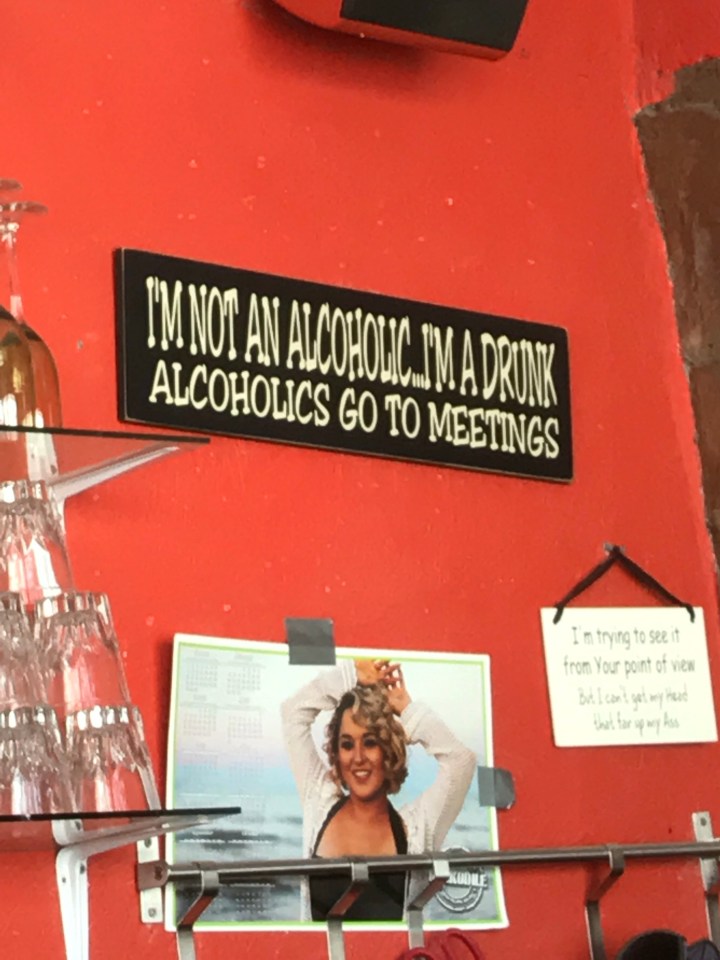 I'M NOT AN ALCOHOLIC...I'M A DRUNK
ALCOHOLICS GO TO MEETINGS
I'm trying to see it
from Your point of view
But I can't get my Head
that far up my Ass
KODILE